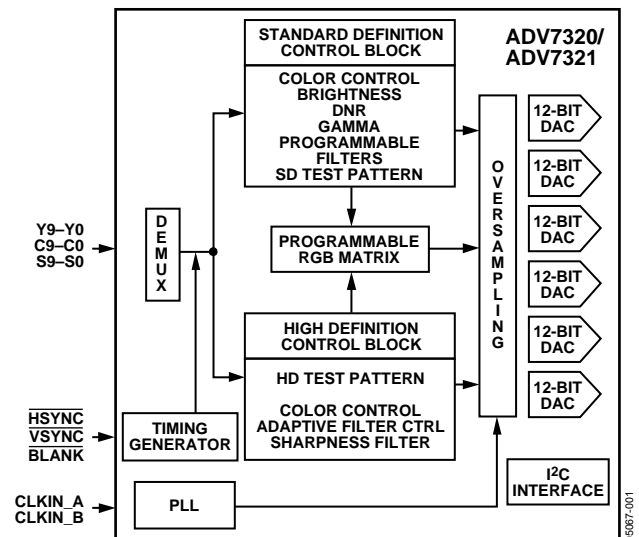 STANDARD DEFINITION
CONTROL BLOCK
ADV7320/
ADV7321
COLOR CONTROL
BRIGHTNESS
DNR
GAMMA
PROGRAMMABLE
FILTERS
SD TEST PATTERN
12-BIT
DAC
12-BIT
DAC
12-BIT
DAC
12-BIT
DAC
12-BIT
DAC
12-BIT
DAC
OVERSAMPLING
Y9–Y0
C9–C0
S9–S0
DEMUX
PROGRAMMABLE
RGB MATRIX
HIGH DEFINITION
CONTROL BLOCK
HD TEST PATTERN
COLOR CONTROL
ADAPTIVE FILTER CTRL
SHARPNESS FILTER
HSYNC
VSYNC
BLANK
TIMING
GENERATOR
CLKIN_A
CLKIN_B
PLL
I2C
INTERFACE
05067-001